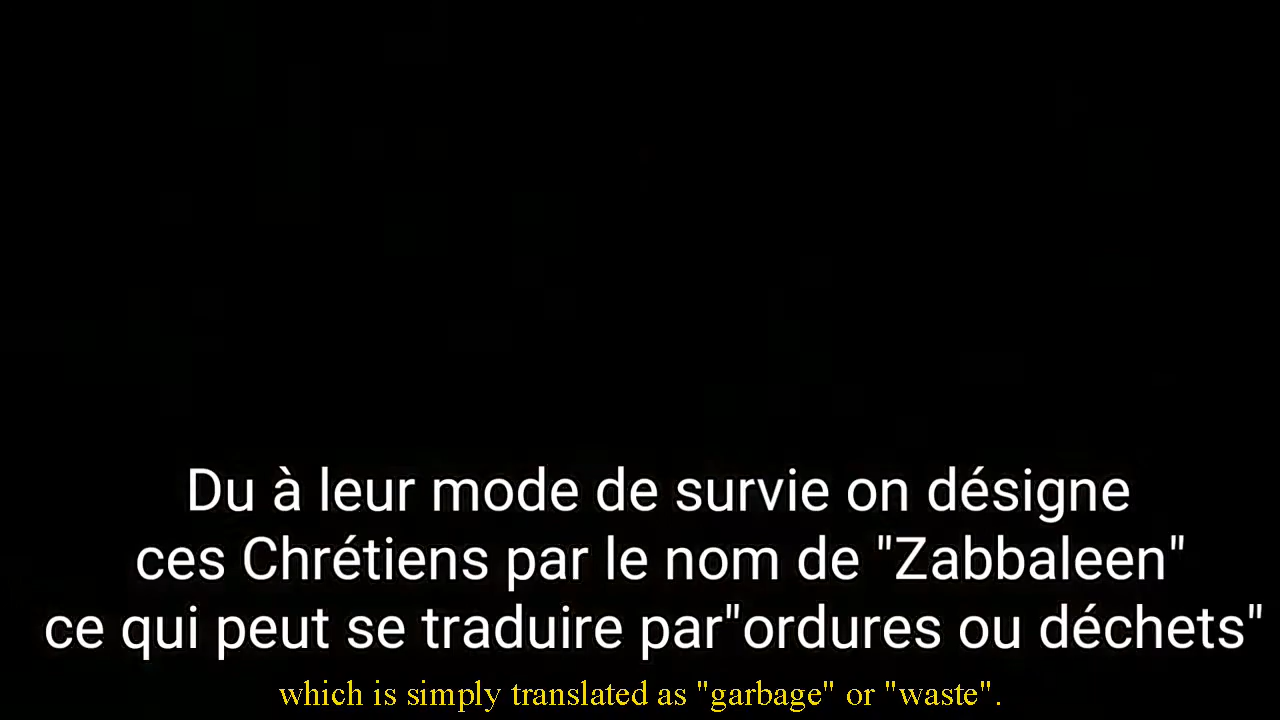 Du à leur mode de survie on désigne
ces Chrétiens par le nom de "Zabbaleen"
ce qui peut se traduire par"ordures ou déchets"
which is simply translated as "garbage" or "waste".